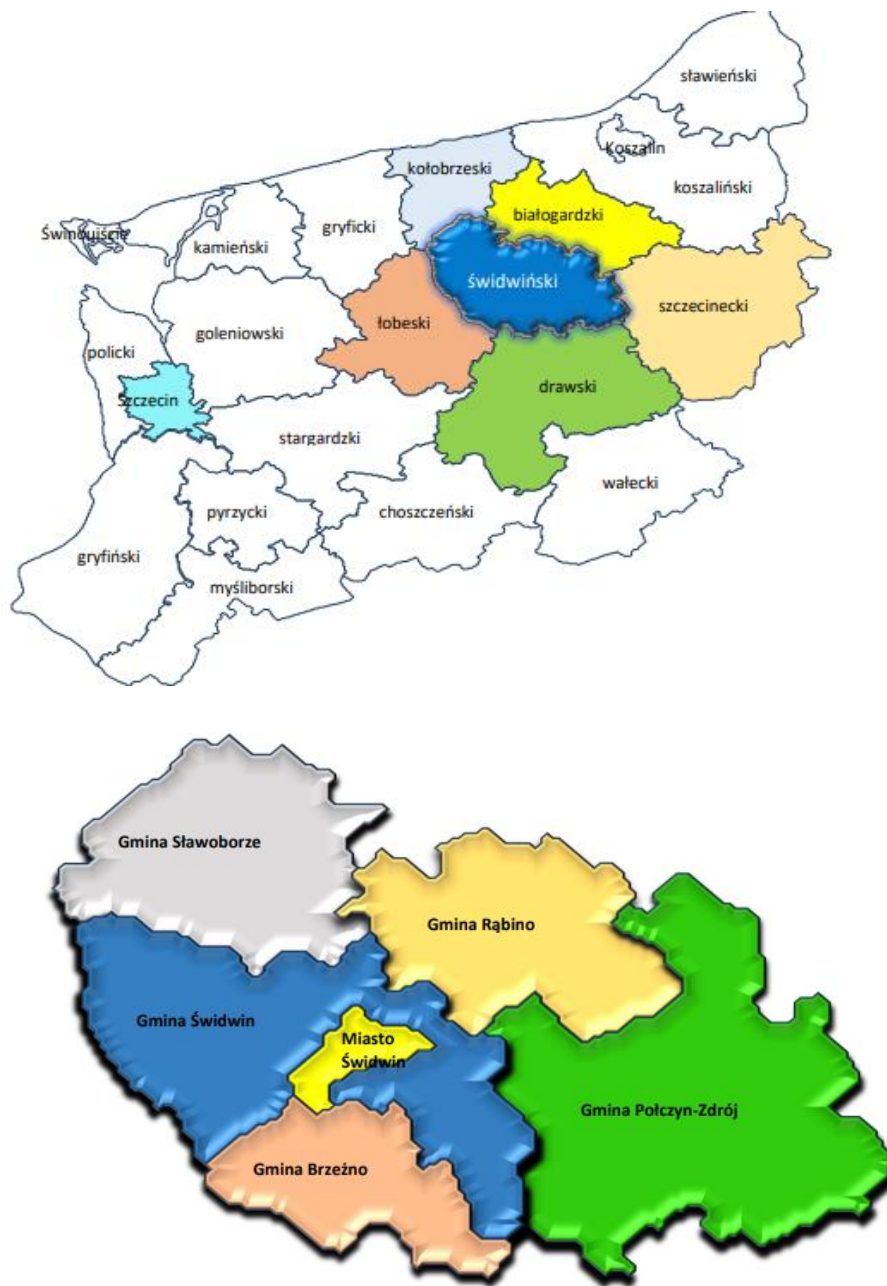 sławieński
Koszalin
kołobrzeski
koszaliński
białogardzki
gryficki
Świnoujście
kamieński
świdwiński
szczecinecki
łobeski
goleniowski
policki
drawski
Szczecin
stargardzki
wałecki
choszczeński
pyrzycki
gryfiński
myśliborski
Gmina Sławoborze
Gmina Rąbino
Gmina Świdwin
Miasto
Świdwin
Gmina Połczyn-Zdrój
Gmina Brzeżno